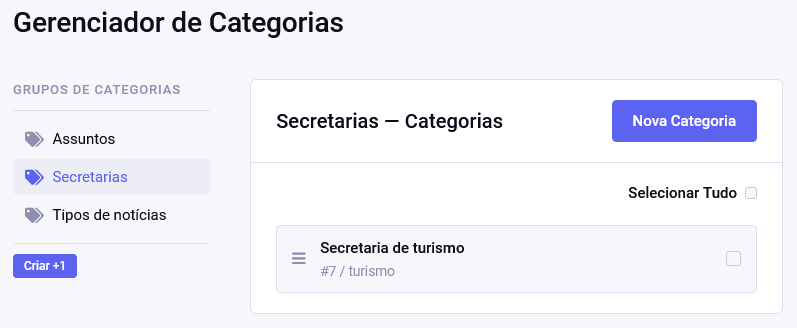 Gerenciador de Categorias
GRUPOS DE CATEGORIAS
Assuntos
Secretarias
Tipos de notícias
Criar +1
Secretarias — Categorias
Nova Categoria
Selecionar Tudo
Secretaria de turismo
#7 / turismo